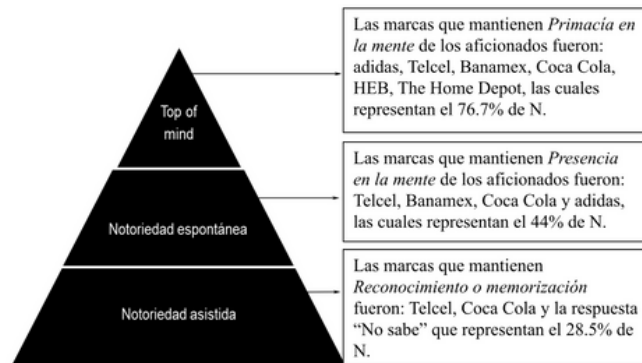 Las marcas que mantienen Primacía en
la mente de los aficionados fueron:
adidas, Telcel, Banamex, Coca Cola,
HEB, The Home Depot, las cuales
representan el 76.7% de N.
Top of
mind
Las marcas que mantienen Presencia
en la mente de los aficionados fueron:
Telcel, Banamex, Coca Cola y adidas,
las cuales representan el 44% de N.
Notoriedad espontánea
Las marcas que mantienen
Reconocimiento o memorización
fueron: Telcel, Coca Cola y la respuesta
“No sabe” que representan el 28.5% de
N.
Notoriedad asistida